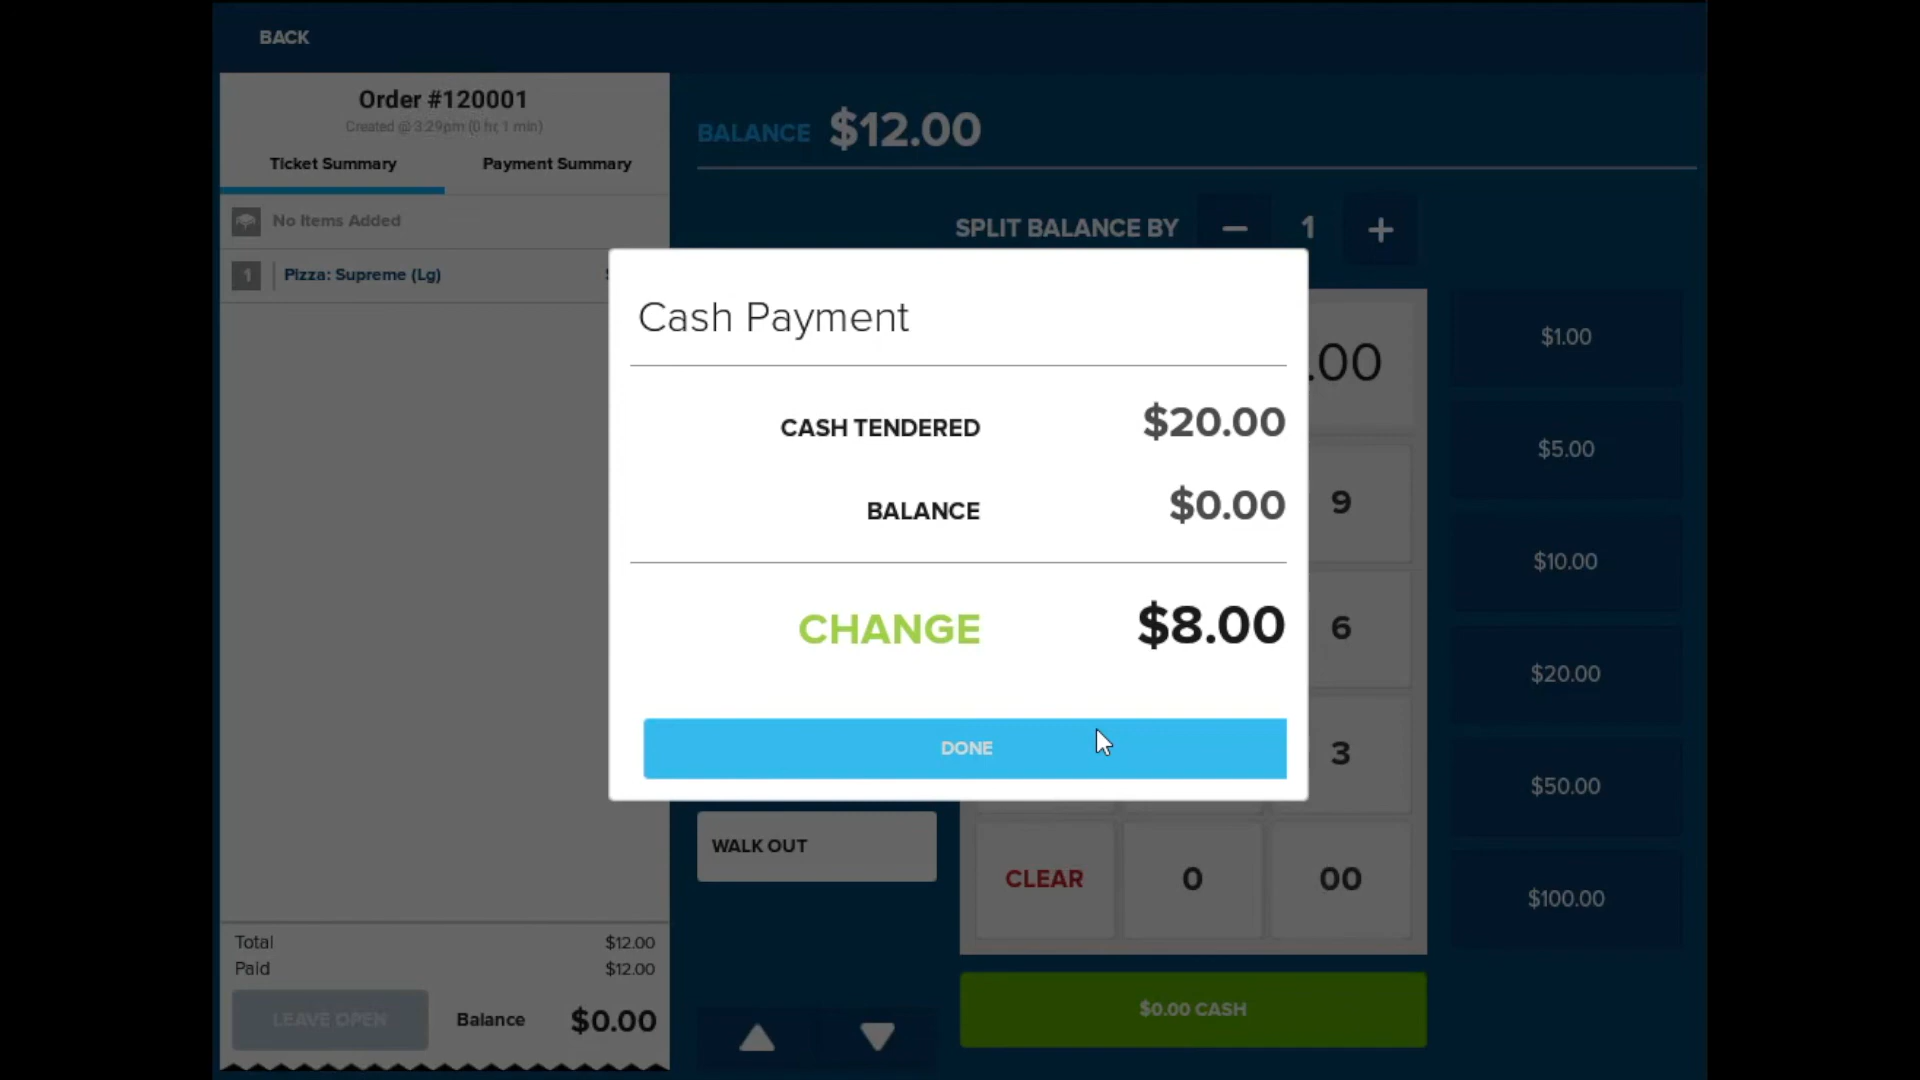 BACK
Order #120001
Created @ 3:29pm (0 hr, 1 min)
Ticket Summary
Payment Summary
No Items Added
1
Pizza: Supreme (Lg)
BALANCE $12.00
SPLIT BALANCE BY
1
+
.00
Cash Payment
CASH TENDERED $20.00
BALANCE $0.00
CHANGE $8.00
DONE
9
6
3
CLEAR
0
00
$1.00
$5.00
$10.00
$20.00
$50.00
$100.00
WALK OUT
$0.00 CASH
Total $12.00
Paid $12.00
LEAVE OPEN
Balance $0.00